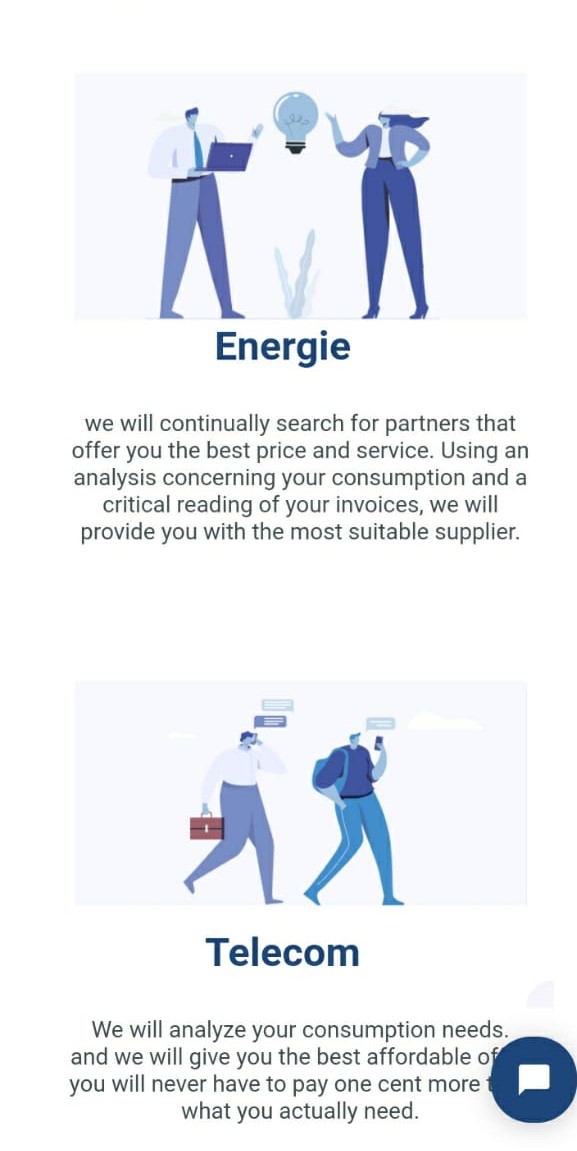 Energie
we will continually search for partners that
offer you the best price and service. Using an
analysis concerning your consumption and a
critical reading of your invoices, we will
provide you with the most suitable supplier.
Telecom
We will analyze your consumption needs.
and we will give you the best affordable
you will never have to pay one cent more
what you actually need.